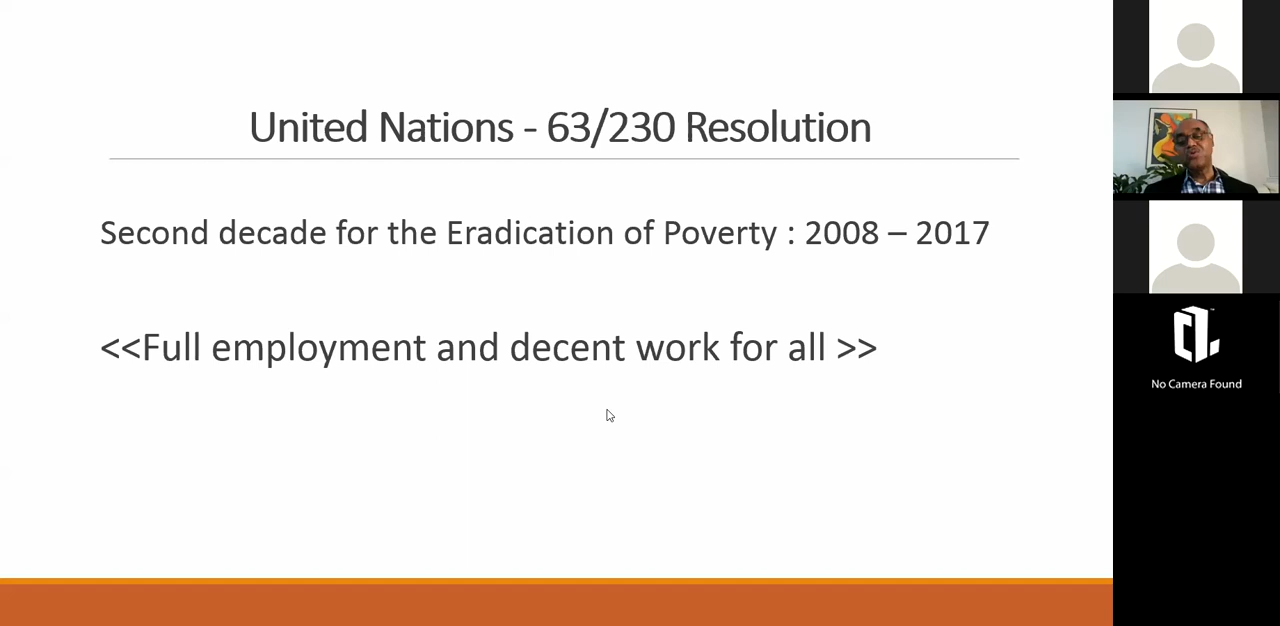 United Nations - 63/230 Resolution
Second decade for the Eradication of Poverty : 2008 – 2017
<<Full employment and decent work for all >>
No Camera Found